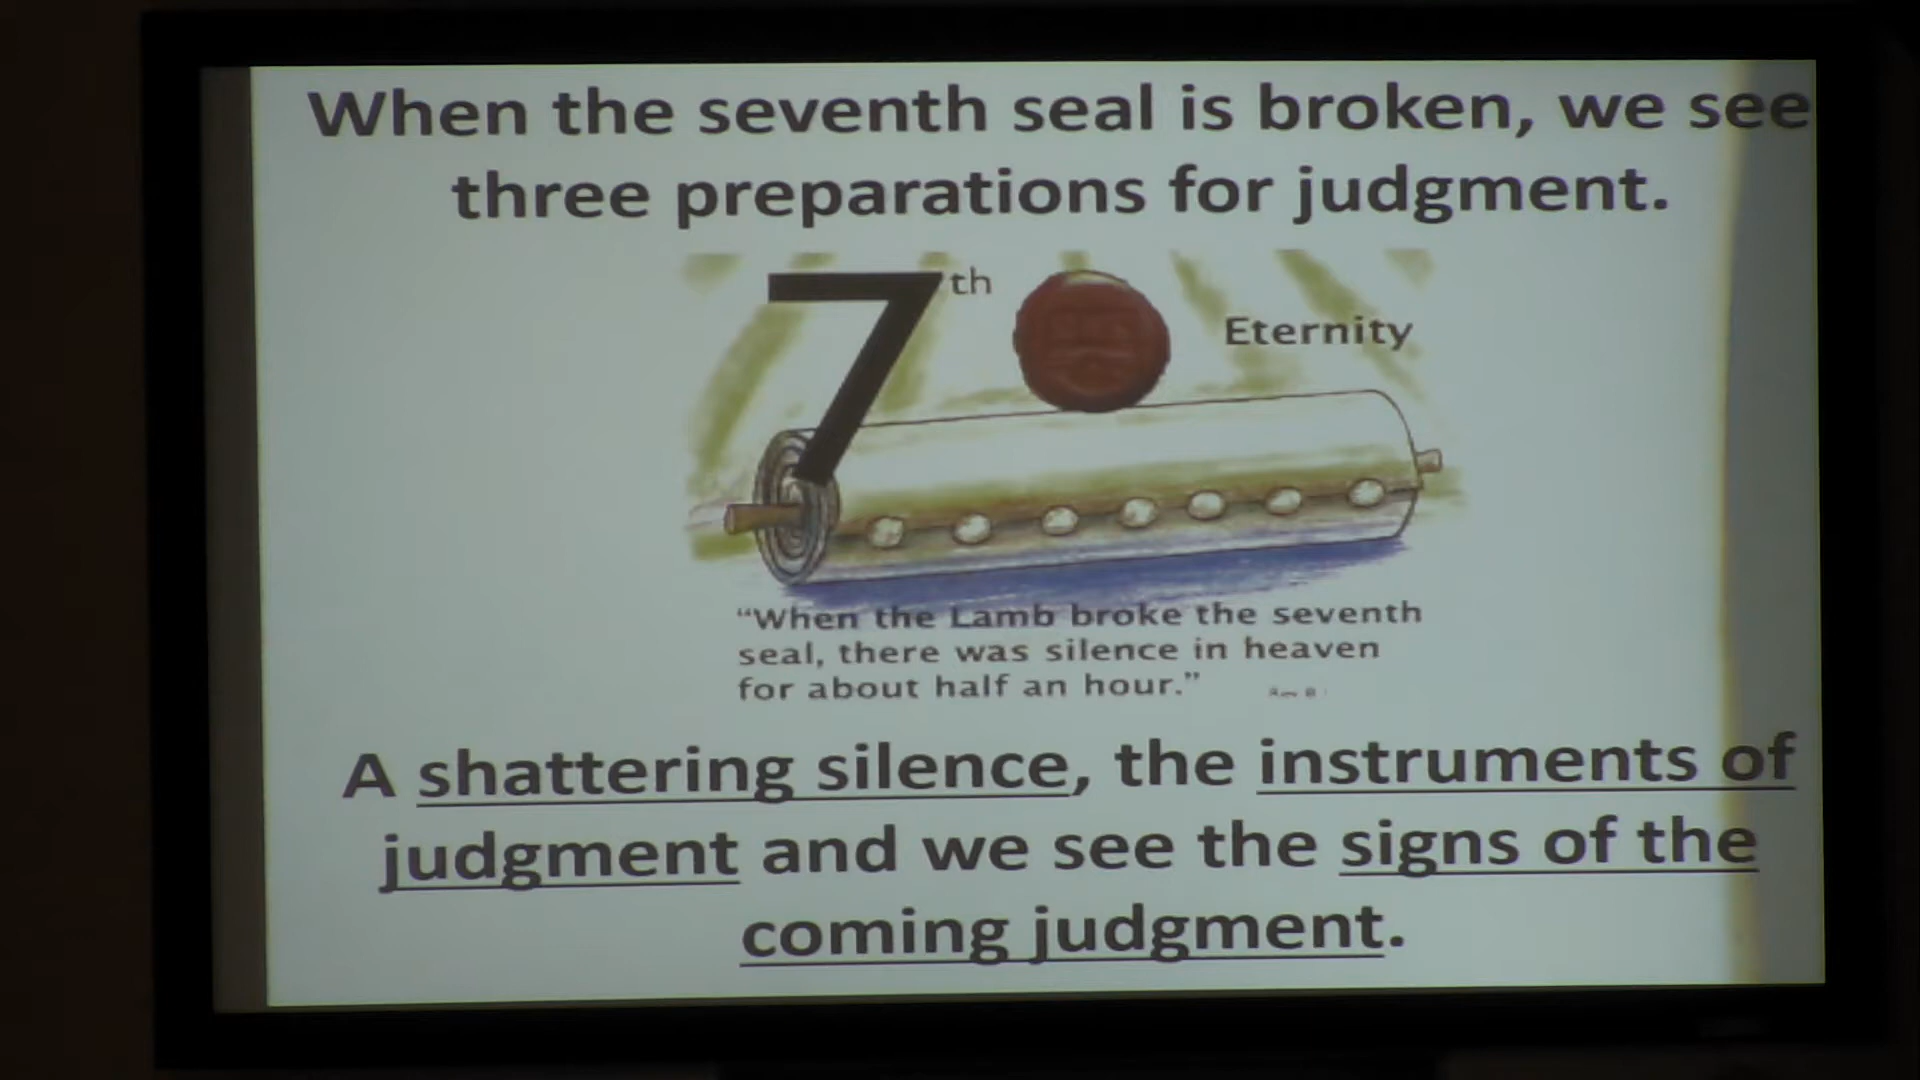 When the seventh seal is broken, we see
three preparations for judgment.
7th
Eternity
“When the Lamb broke the seventh
seal, there was silence in heaven
for about half an hour.”
A shattering silence, the instruments of
judgment and we see the signs of the
coming judgment.